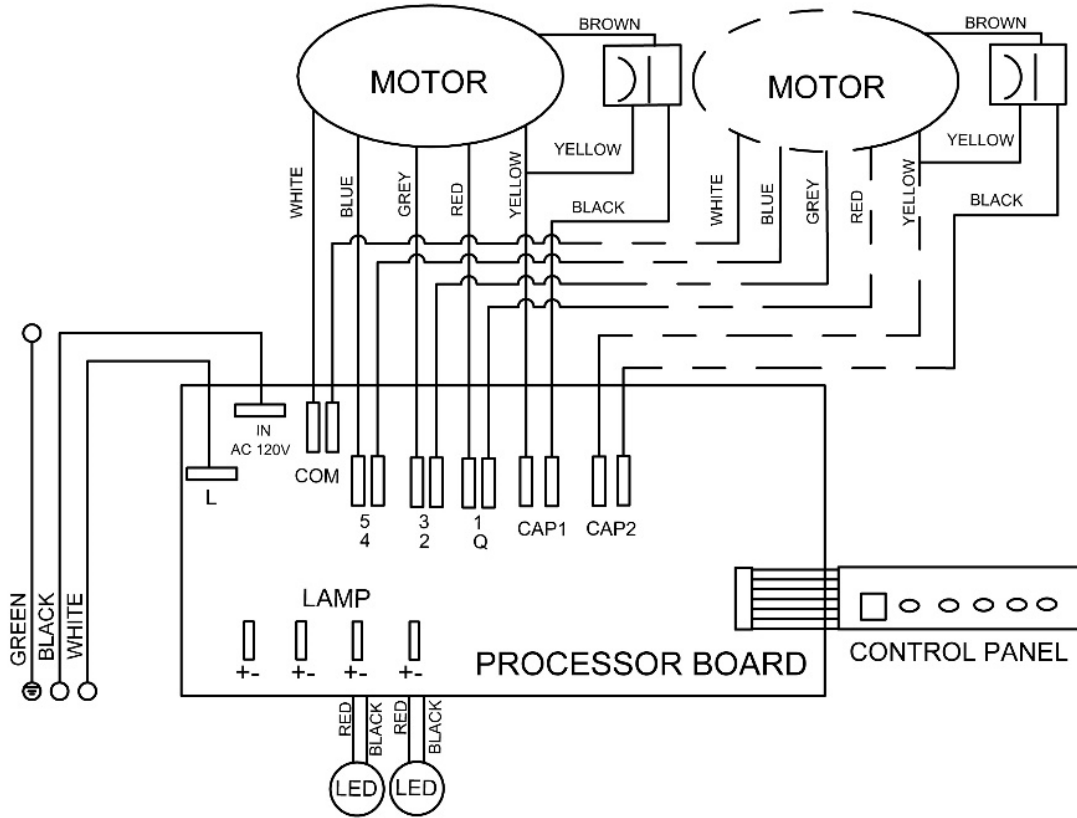 BROWN
BROWN
MOTOR
MOTOR
YELLOW
YELLOW
WHITE
BLUE
GREY
RED
YELLOW
BLACK
WHITE
BLUE
GREY
RED
YELLOW
BLACK
IN
AC 120V
L
COM
5
4
3
2
1
Q
CAP1
CAP2
GREEN
BLACK
WHITE
LAMP
+-
+-
+-
+-
PROCESSOR BOARD
CONTROL PANEL
RED
BLACK
RED
BLACK
LED
LED